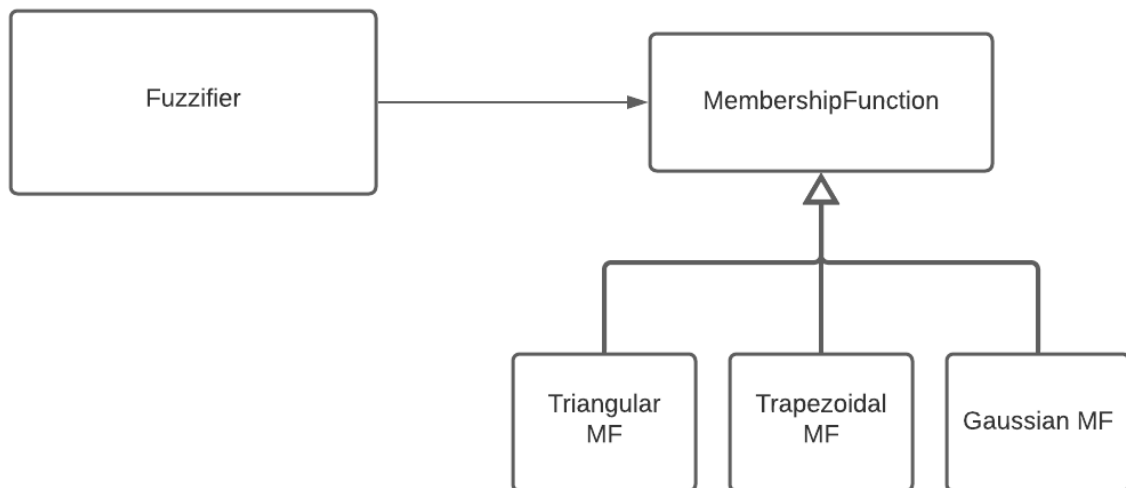 Fuzzifier
MembershipFunction
Triangular
MF
Trapezoidal
MF
Gaussian MF